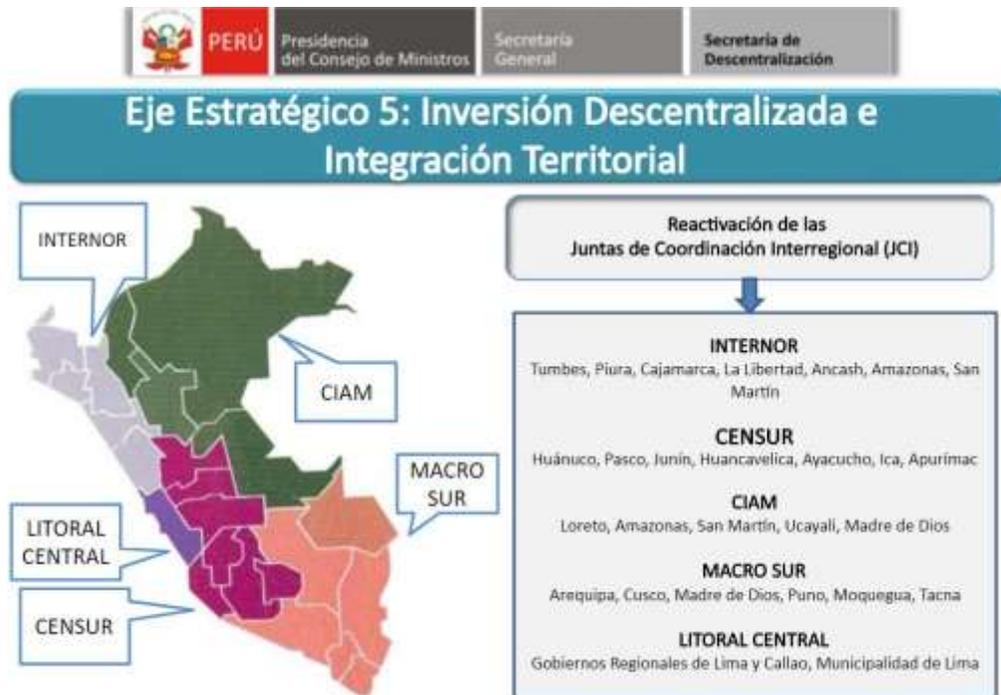 PERÚ
Presidencia
del Consejo de Ministros
Secretaría
General
Secretaría de
Descentralización
Eje Estratégico 5: Inversión Descentralizada e
Integración Territorial
INTERNOR
CIAM
MACRO
SUR
LITORAL
CENTRAL
CENSUR
Reactivación de las
Juntas de Coordinación Interregional (JCI)
INTERNOR
Tumbes, Piura, Cajamarca, La Libertad, Ancash, Amazonas, San
Martín
CENSUR
Huánuco, Pasco, Junín, Huancavelica, Ayacucho, Ica, Apurímac
CIAM
Loreto, Amazonas, San Martín, Ucayali, Madre de Dios
MACRO SUR
Arequipa, Cusco, Madre de Dios, Puno, Moquegua, Tacna
LITORAL CENTRAL
Gobiernos Regionales de Lima y Callao, Municipalidad de Lima